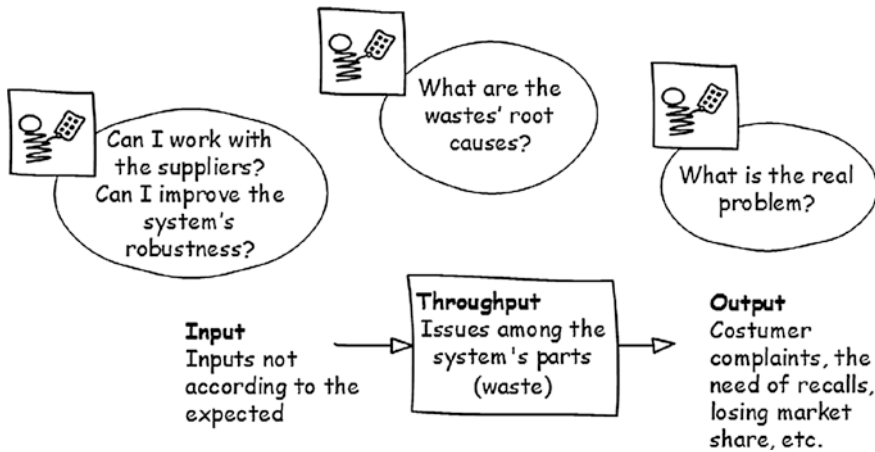 Can I work with
the suppliers?
Can I improve the
system's
robustness?
What are the
wastes' root
causes?
What is the real
problem?
Input
Inputs not
according to the
expected
Throughput
Issues among the
system's parts
(waste)
Output
Costumer
complaints, the
need of recalls,
losing market
share, etc.